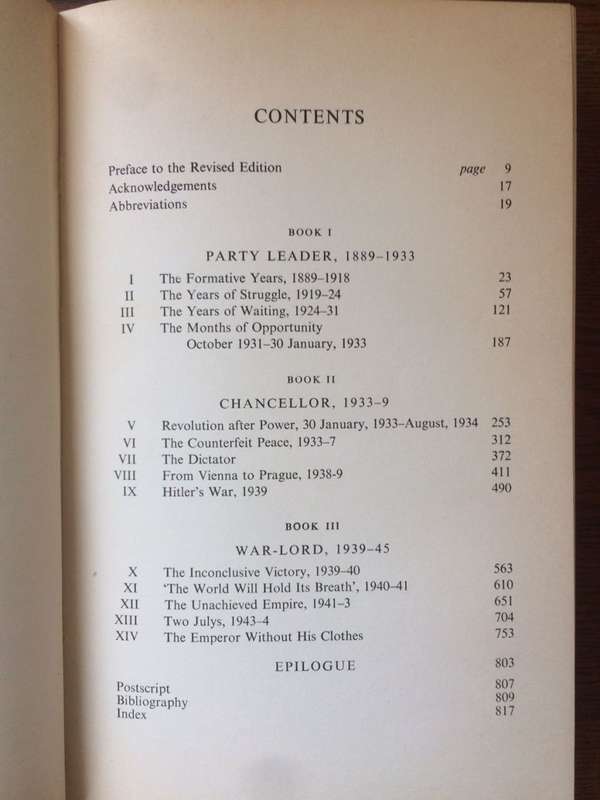 CONTENTS
Preface to the Revised Edition page 9
Acknowledgements 17
Abbreviations 19
BOOK I
PARTY LEADER, 1889–1933
I The Formative Years, 1889–1918 23
II The Years of Struggle, 1919–24 57
III The Years of Waiting, 1924–31 121
IV The Months of Opportunity
October 1931–30 January, 1933 187
BOOK II
CHANCELLOR, 1933–9
V Revolution after Power, 30 January, 1933–August, 1934 253
VI The Counterfeit Peace, 1933–7 312
VII The Dictator 372
VIII From Vienna to Prague, 1938-9 411
IX Hitler's War, 1939 490
BOOK III
WAR-LORD, 1939–45
X The Inconclusive Victory, 1939–40 563
XI 'The World Will Hold Its Breath', 1940–41 610
XII The Unachieved Empire, 1941–3 651
XIII Two Julys, 1943–4 704
XIV The Emperor Without His Clothes 753
EPILOGUE 803
Postscript 807
Bibliography 809
Index 817